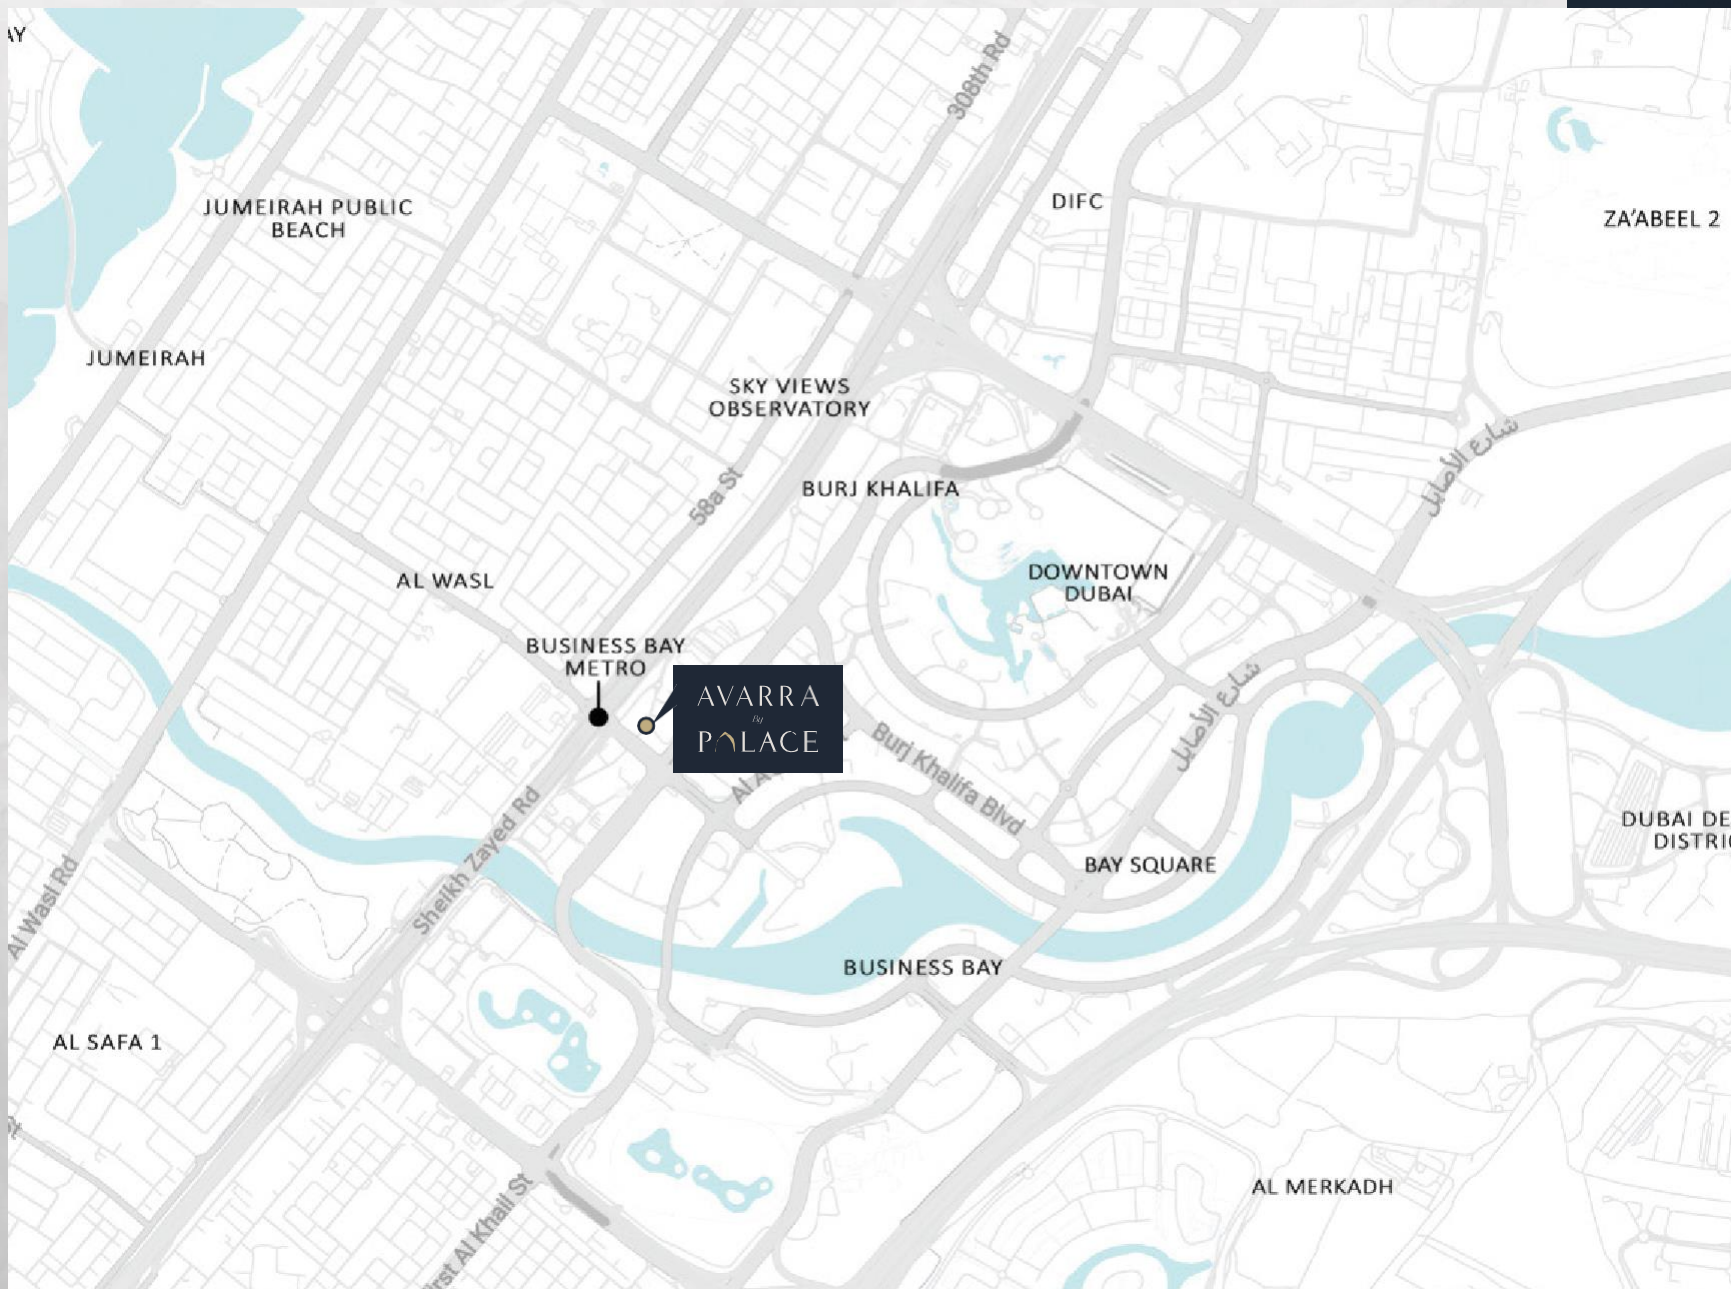 308th Rd
JUMEIRAH PUBLIC
BEACH
DIFC
ZA'ABEEL 2
JUMEIRAH
SKY VIEWS
OBSERVATORY
58a St
BURJ KHALIFA
شارع الأصايل
AL WASL
DOWNTOWN
DUBAI
BUSINESS BAY
METRO
AVARRA
By
PALACE
شارع الأصايل
Burj Khalifa Blvd
Sheikh Zayed Rd
Al Wasl Rd
BAY SQUARE
BUSINESS BAY
AL SAFA 1
AL MERKADH